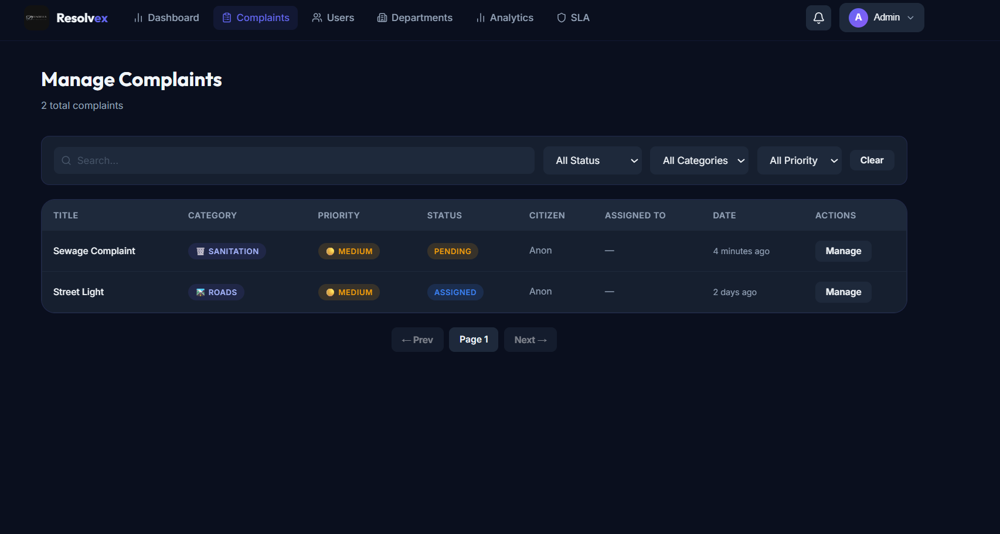 Resolvex Dashboard Complaints Users Departments Analytics SLA A Admin
Manage Complaints
2 total complaints
Search... All Status All Categories All Priority Clear
TITLE CATEGORY PRIORITY STATUS CITIZEN ASSIGNED TO DATE ACTIONS
Sewage Complaint SANITATION MEDIUM PENDING Anon — 4 minutes ago Manage
Street Light ROADS MEDIUM ASSIGNED Anon — 2 days ago Manage
← Prev Page 1 Next →